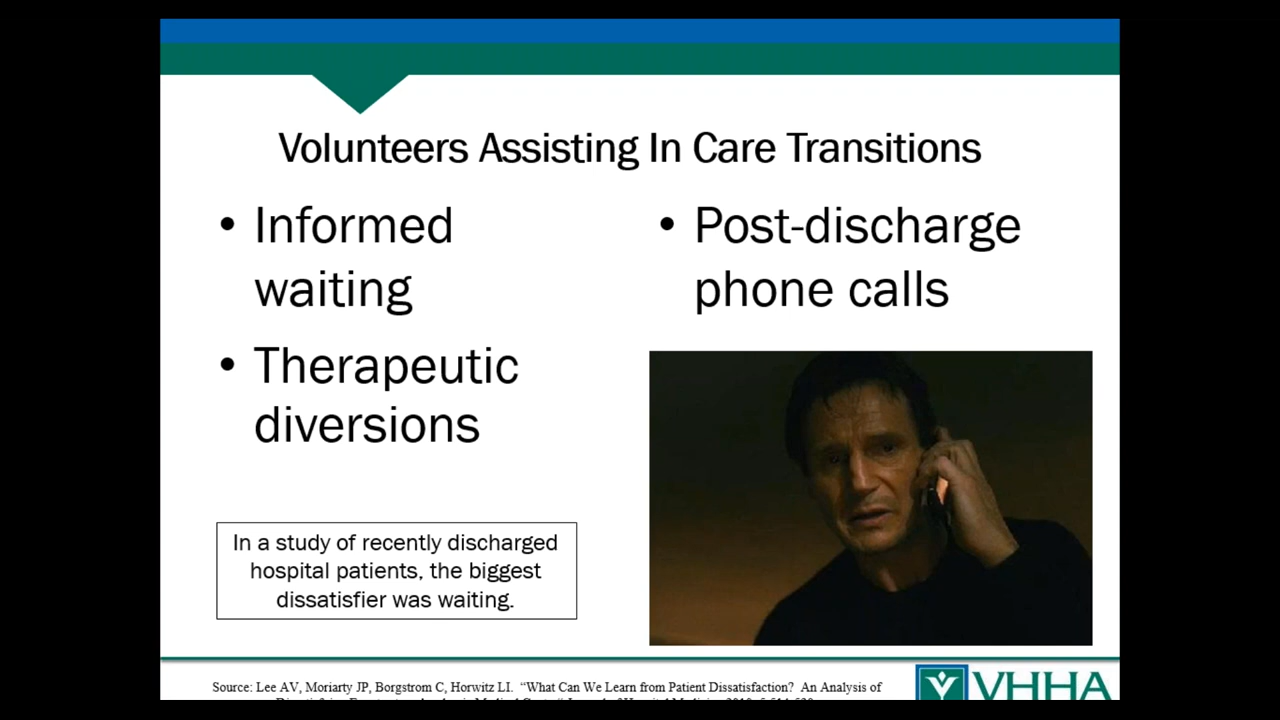 Volunteers Assisting In Care Transitions
• Informed
waiting
• Therapeutic
diversions
• Post-discharge
phone calls
In a study of recently discharged
hospital patients, the biggest
dissatisfier was waiting.
Source: Lee AV, Moriarty JP, Borgstrom C, Horwitz LI. “What Can We Learn from Patient Dissatisfaction? An Analysis of
VHHA